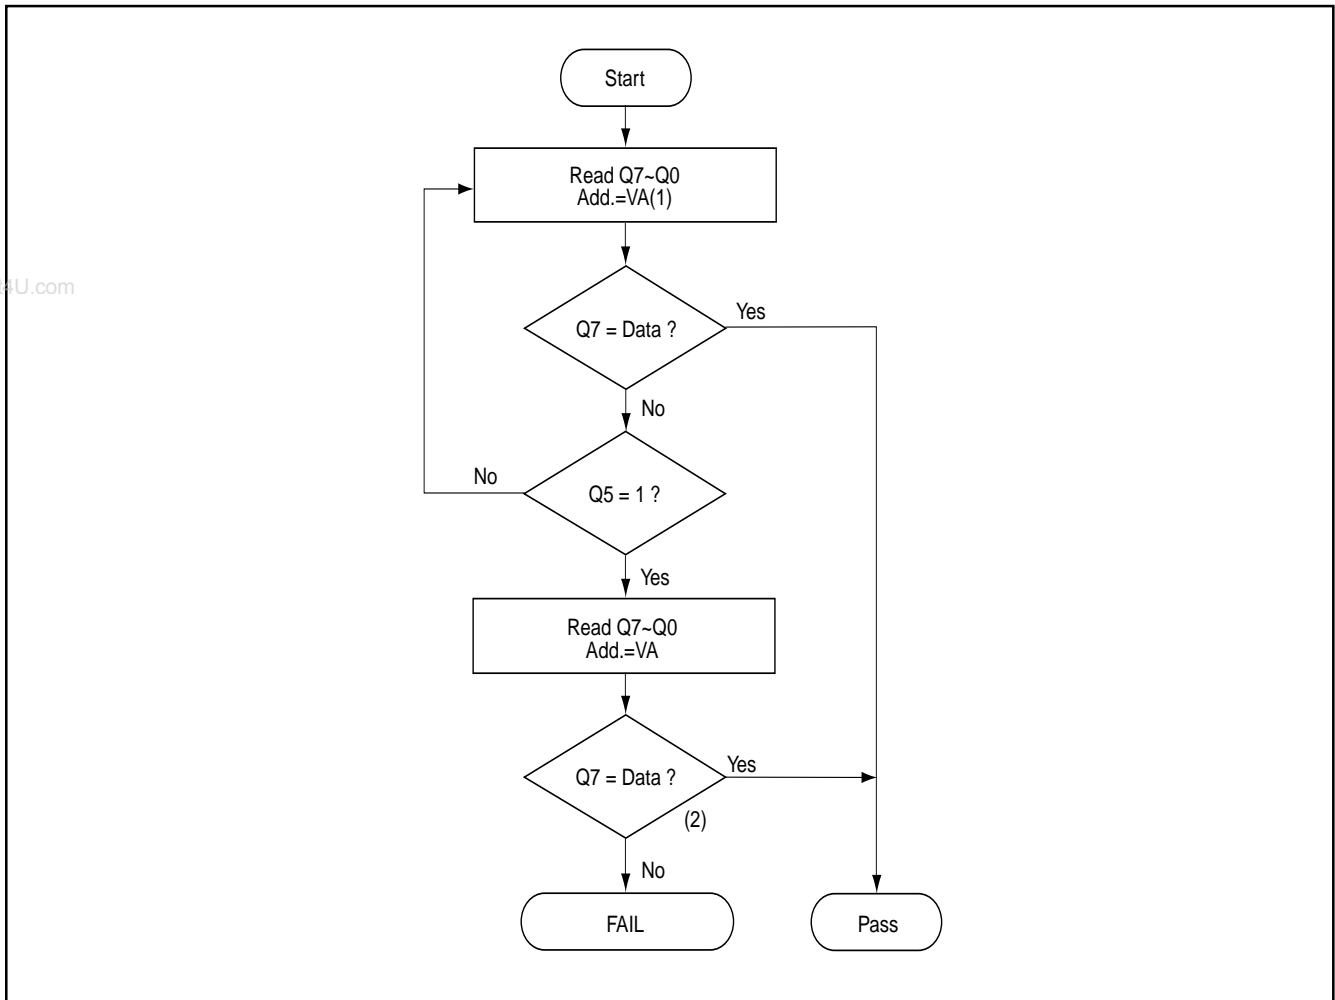 Start
Read Q7~Q0
Add.=VA(1)
4U.com
Q7 = Data ?
Yes
No
No
Q5 = 1 ?
Yes
Read Q7~Q0
Add.=VA
Q7 = Data ?
Yes
(2)
No
FAIL
Pass